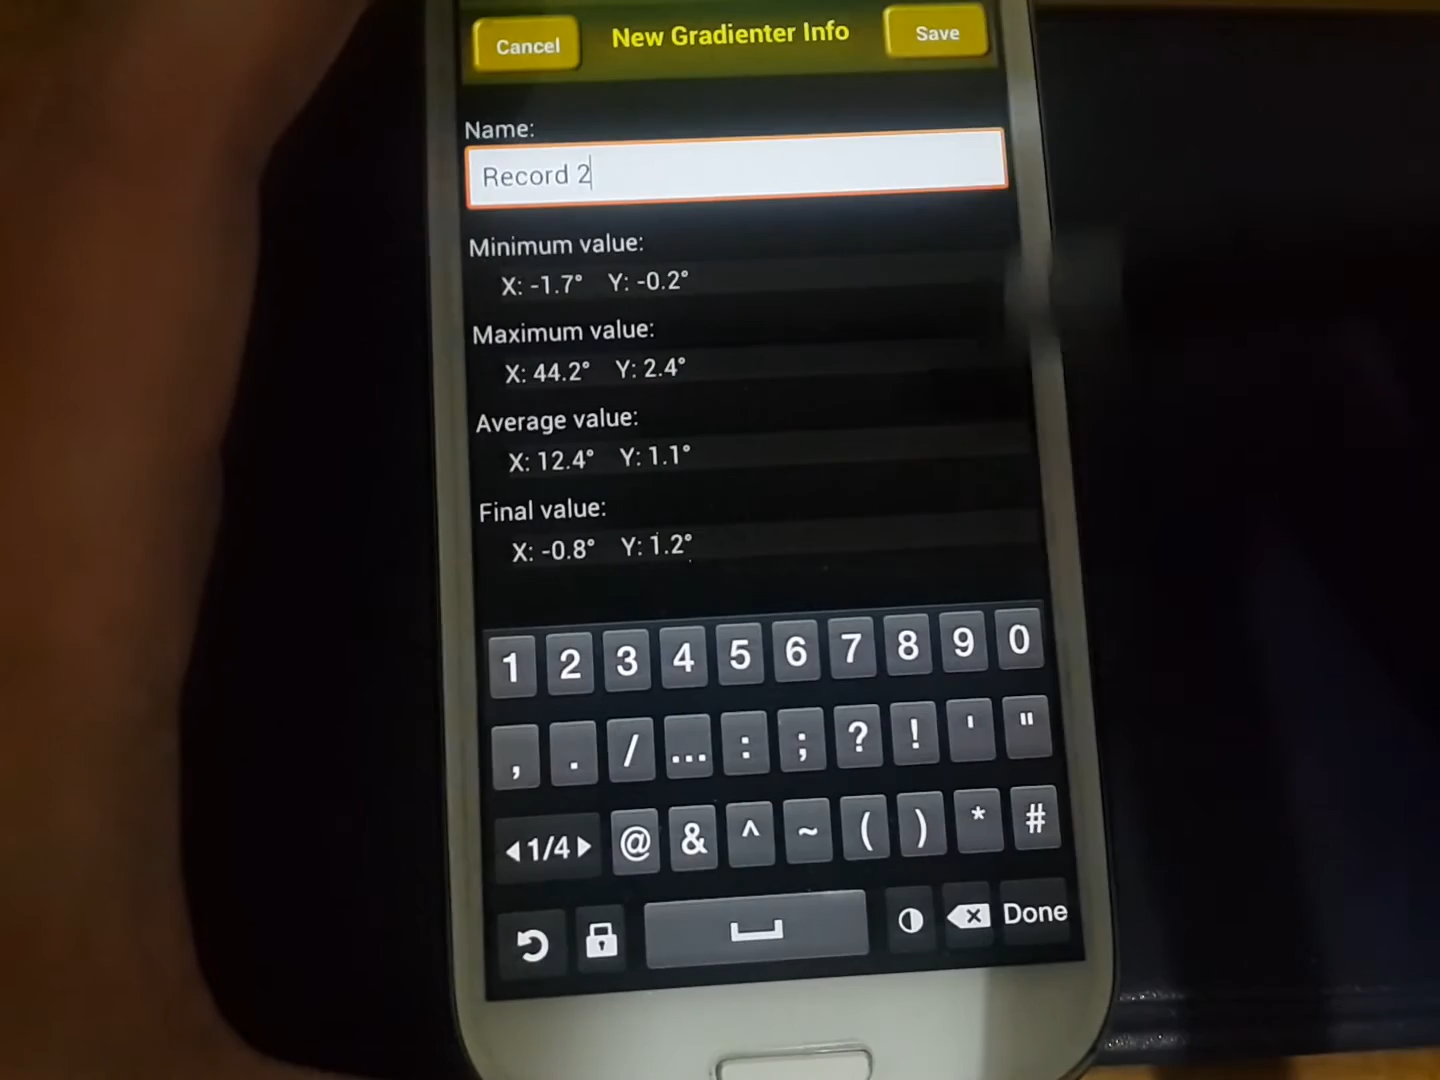 Cancel New Gradienter Info Save
Name:
Record 2
Minimum value:
X: -1.7° Y: -0.2°
Maximum value:
X: 44.2° Y: 2.4°
Average value:
X: 12.4° Y: 1.1°
Final value:
X: -0.8° Y: 1.2°
1 2 3 4 5 6 7 8 9 0
, . / ... : ; ? ! ' "
1/4 @ & ^ ~ ( ) * #
Done